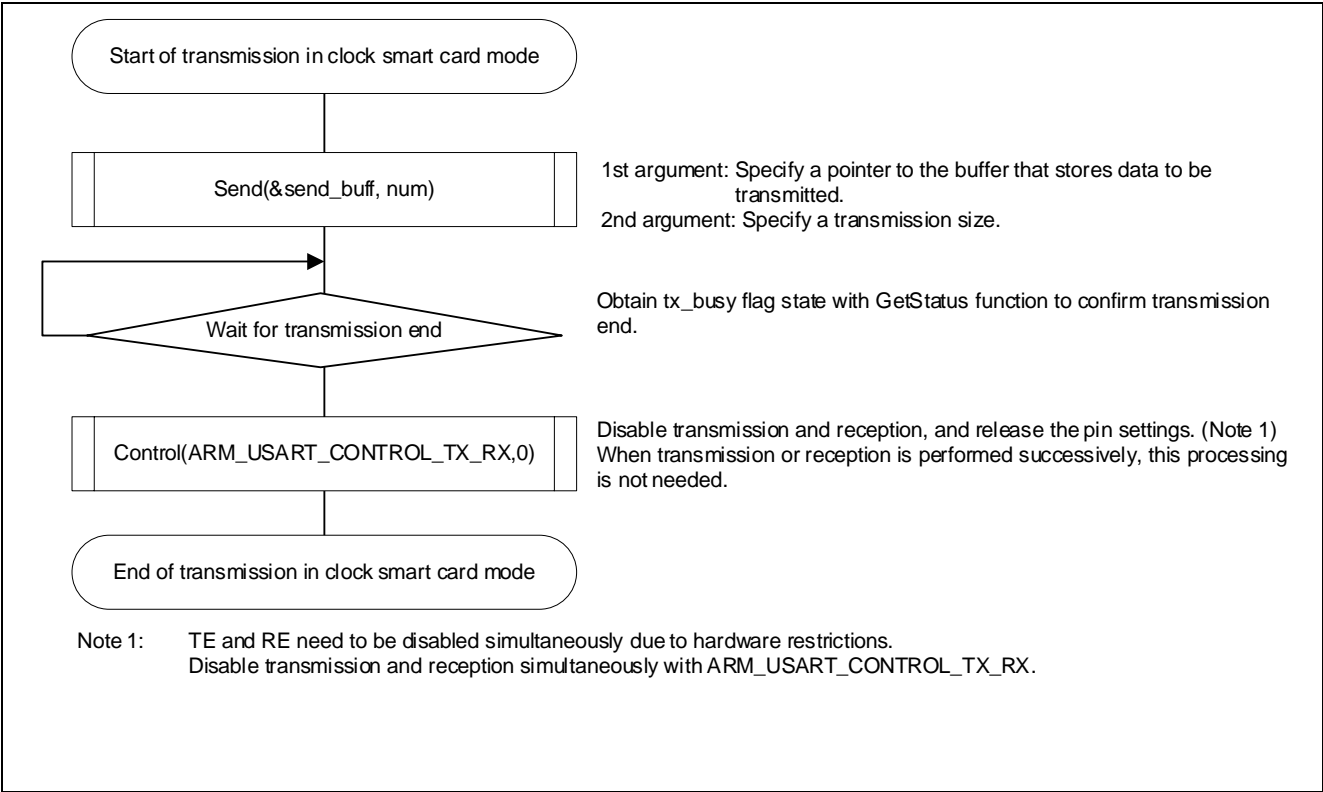 Start of transmission in clock smart card mode
Send(&send_buff, num)
1st argument: Specify a pointer to the buffer that stores data to be
transmitted.
2nd argument: Specify a transmission size.
Wait for transmission end
Obtain tx_busy flag state with GetStatus function to confirm transmission
end.
Control(ARM_USART_CONTROL_TX_RX,0)
Disable transmission and reception, and release the pin settings. (Note 1)
When transmission or reception is performed successively, this processing
is not needed.
End of transmission in clock smart card mode
Note 1: TE and RE need to be disabled simultaneously due to hardware restrictions.
Disable transmission and reception simultaneously with ARM_USART_CONTROL_TX_RX.